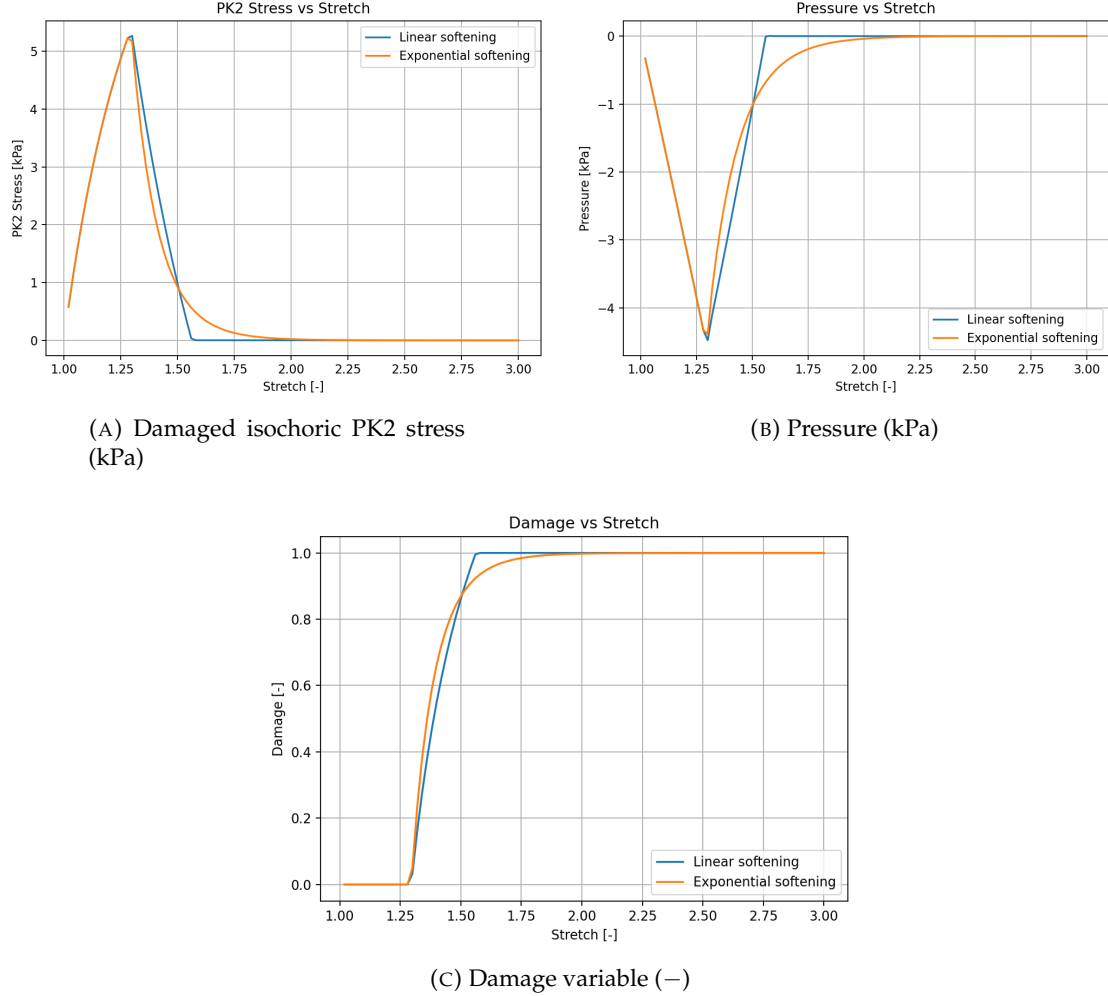 PK2 Stress vs Stretch
Linear softening
Exponential softening
PK2 Stress [kPa]
5
4
3
2
1
0
1.00 1.25 1.50 1.75 2.00 2.25 2.50 2.75 3.00
Stretch [-]
(A) Damaged isochoric PK2 stress
(kPa)
Pressure vs Stretch
Pressure [kPa]
0
−1
−2
−3
−4
Linear softening
Exponential softening
1.00 1.25 1.50 1.75 2.00 2.25 2.50 2.75 3.00
Stretch [-]
(B) Pressure (kPa)
Damage vs Stretch
Damage [-]
1.0
0.8
0.6
0.4
0.2
0.0
Linear softening
Exponential softening
1.00 1.25 1.50 1.75 2.00 2.25 2.50 2.75 3.00
Stretch [-]
(C) Damage variable (−)